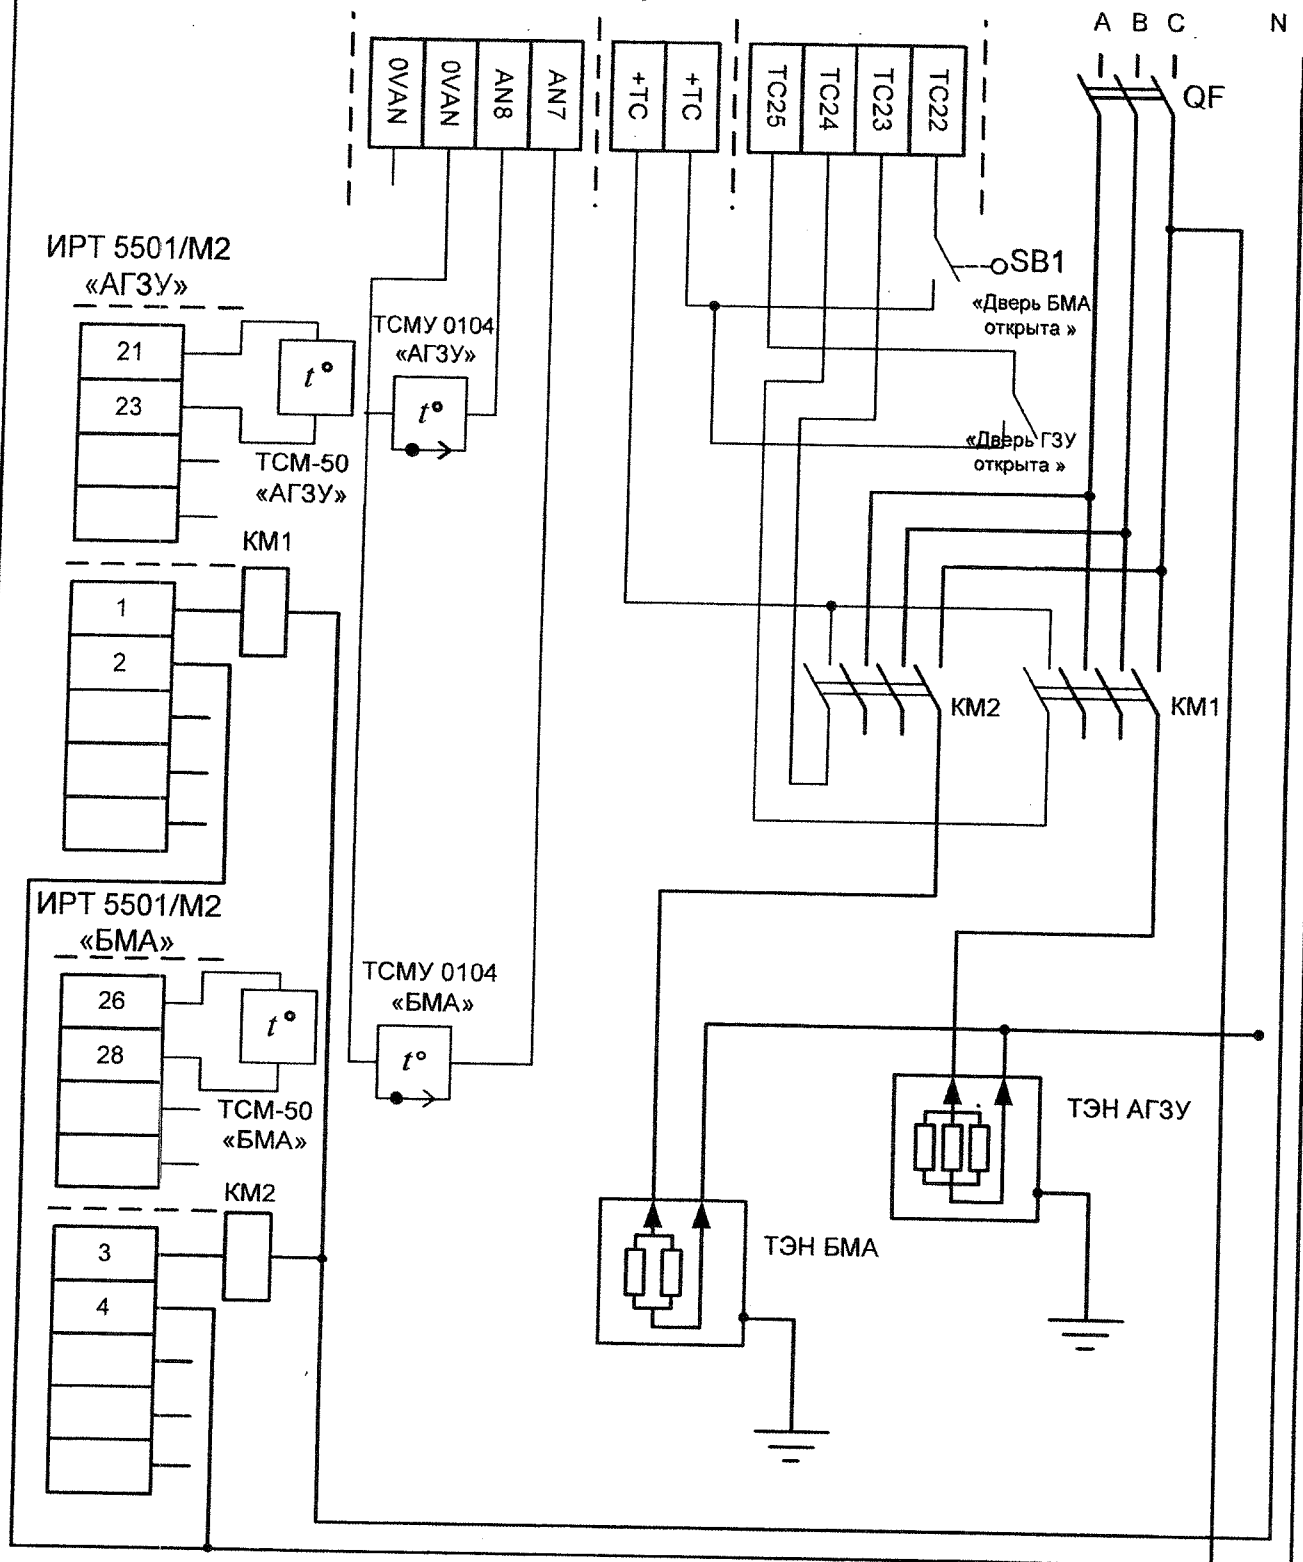 A B C N
QF
0VAN
0VAN
AN8
AN7
+TC
+TC
TC25
TC24
TC23
TC22
SB1
«Дверь БМА
открыта »
ИРТ 5501/М2
«АГЗУ»
21
23
t°
ТСМ-50
«АГЗУ»
ТСМУ 0104
«АГЗУ»
t°
«Дверь ГЗУ
открыта »
КМ1
1
2
КМ2
КМ1
ИРТ 5501/М2
«БМА»
26
28
t°
ТСМ-50
«БМА»
ТСМУ 0104
«БМА»
t°
ТЭН АГЗУ
КМ2
3
4
ТЭН БМА